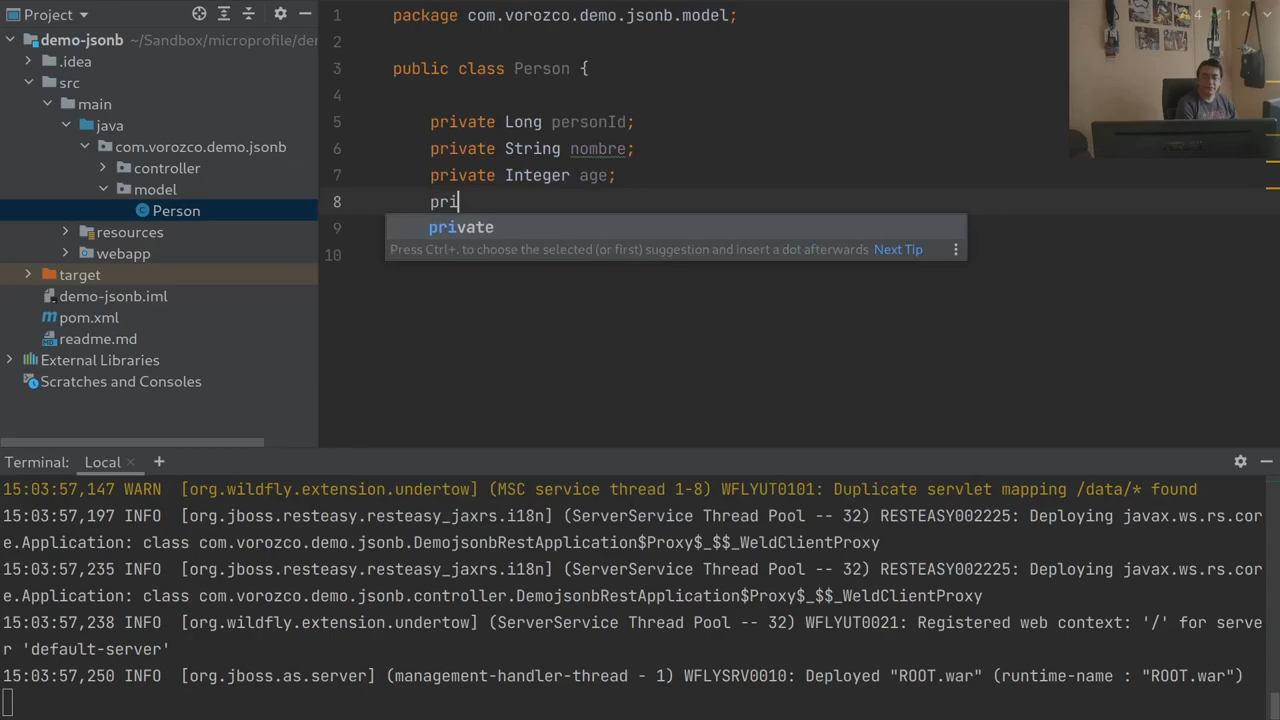 Project
demo-jsonb ~/Sandbox/microprofile/de
.idea
src
main
java
com.vorozco.demo.jsonb
controller
model
Person
resources
webapp
target
demo-jsonb.iml
pom.xml
readme.md
External Libraries
Scratches and Consoles
1 package com.vorozco.demo.jsonb.model;
2
3 public class Person {
4
5 private Long personId;
6 private String nombre;
7 private Integer age;
8 pri
9
10
private
Press Ctrl+. to choose the selected (or first) suggestion and insert a dot afterwards Next Tip
4 1
Terminal: Local
15:03:57,147 WARN [org.wildfly.extension.undertow] (MSC service thread 1-8) WFLYUT0101: Duplicate servlet mapping /data/* found
15:03:57,197 INFO [org.jboss.resteasy.resteasy_jaxrs.i18n] (ServerService Thread Pool -- 32) RESTEASY002225: Deploying javax.ws.rs.cor
e.Application: class com.vorozco.demo.jsonb.DemojsonbRestApplication$Proxy$_$$_WeldClientProxy
15:03:57,235 INFO [org.jboss.resteasy.resteasy_jaxrs.i18n] (ServerService Thread Pool -- 32) RESTEASY002225: Deploying javax.ws.rs.cor
e.Application: class com.vorozco.demo.jsonb.controller.DemojsonbRestApplication$Proxy$_$$_WeldClientProxy
15:03:57,238 INFO [org.wildfly.extension.undertow] (ServerService Thread Pool -- 32) WFLYUT0021: Registered web context: '/' for serve
r 'default-server'
15:03:57,250 INFO [org.jboss.as.server] (management-handler-thread - 1) WFLYSRV0010: Deployed "ROOT.war" (runtime-name : "ROOT.war")